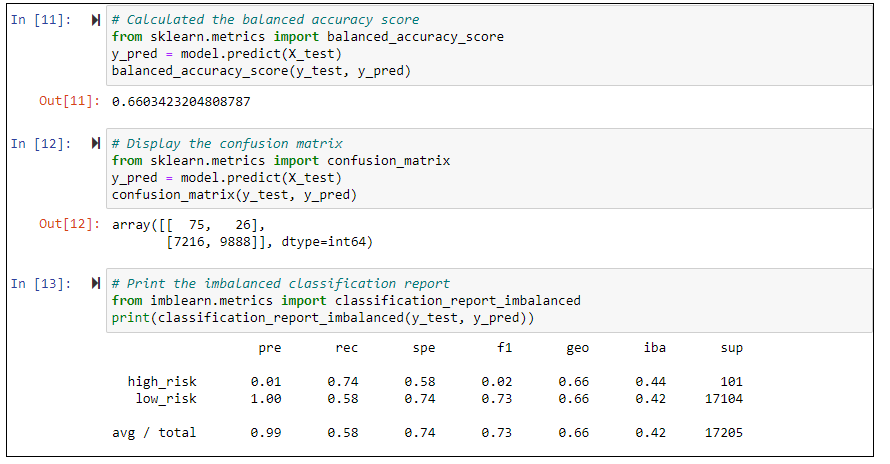 In [11]: # Calculated the balanced accuracy score
from sklearn.metrics import balanced_accuracy_score
y_pred = model.predict(X_test)
balanced_accuracy_score(y_test, y_pred)
Out[11]: 0.6603423204808787
In [12]: # Display the confusion matrix
from sklearn.metrics import confusion_matrix
y_pred = model.predict(X_test)
confusion_matrix(y_test, y_pred)
Out[12]: array([[ 75, 26],
[7216, 9888]], dtype=int64)
In [13]: # Print the imbalanced classification report
from imblearn.metrics import classification_report_imbalanced
print(classification_report_imbalanced(y_test, y_pred))
pre rec spe f1 geo iba sup
high_risk 0.01 0.74 0.58 0.02 0.66 0.44 101
low_risk 1.00 0.58 0.74 0.73 0.66 0.42 17104
avg / total 0.99 0.58 0.74 0.73 0.66 0.42 17205